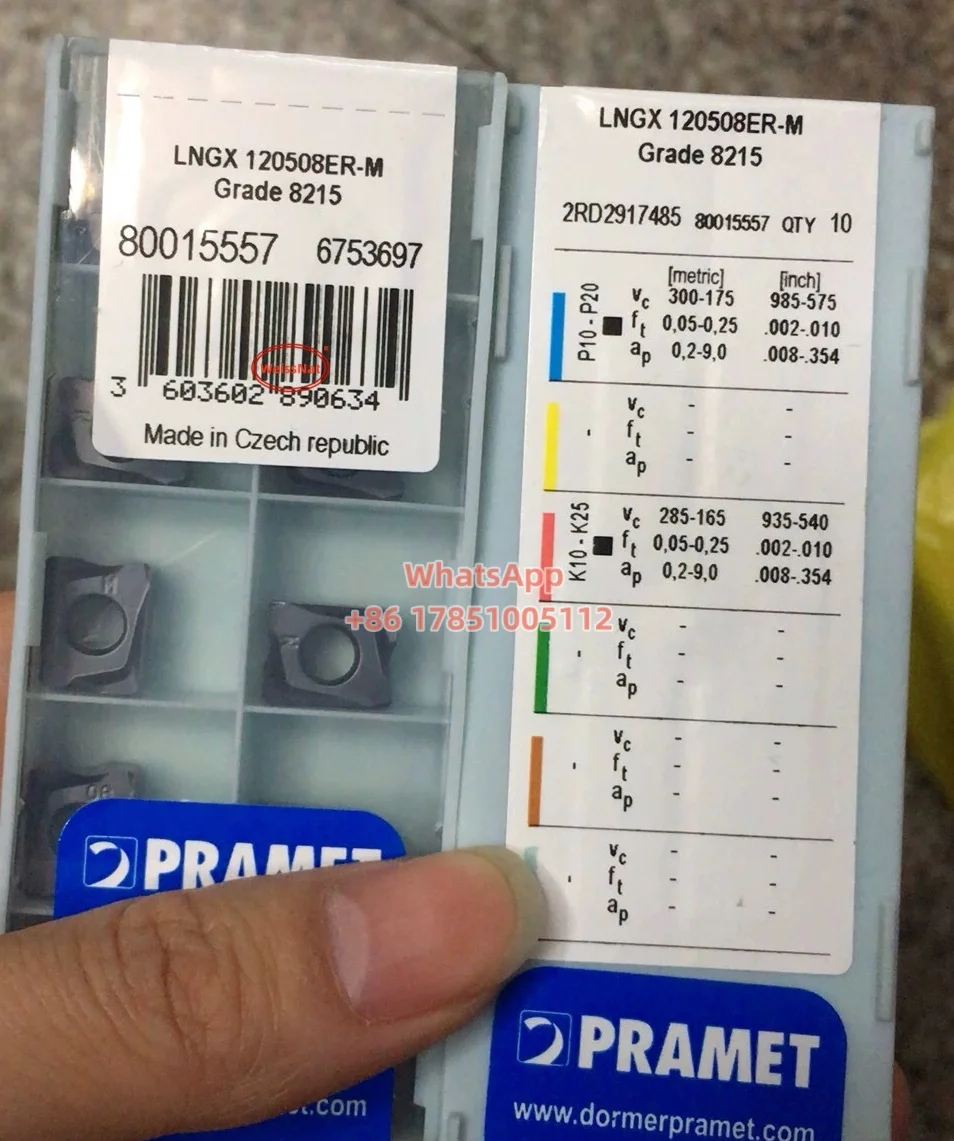 LNGX 120508ER-M
Grade 8215
80015557 6753697
WeissNat
3 603602 890634
Made in Czech republic
PRAMET
.com
LNGX 120508ER-M
Grade 8215
2RD2917485 80015557 QTY 10
[metric] [inch]
P10 - P20
vc 300-175 985-575
ft 0,05-0,25 .002-.010
ap 0,2-9,0 .008-.354
vc - -
ft - -
ap - -
K10 - K25
vc 285-165 935-540
ft 0,05-0,25 .002-.010
ap 0,2-9,0 .008-.354
WhatsApp
+86 17851005112
vc - -
ft - -
ap - -
vc - -
ft - -
ap - -
vc - -
ft - -
ap - -
PRAMET
www.dormerpramet.com